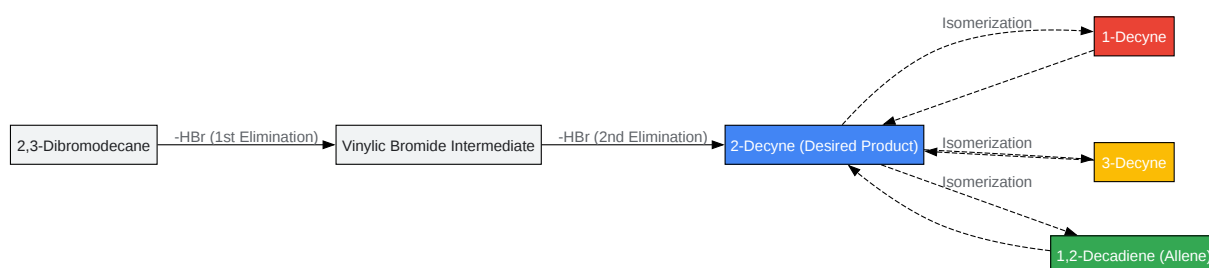 Isomerization
1-Decyne
2,3-Dibromodecane
-HBr (1st Elimination)
Vinylic Bromide Intermediate
-HBr (2nd Elimination)
2-Decyne (Desired Product)
Isomerization
3-Decyne
Isomerization
1,2-Decadiene (Allene)